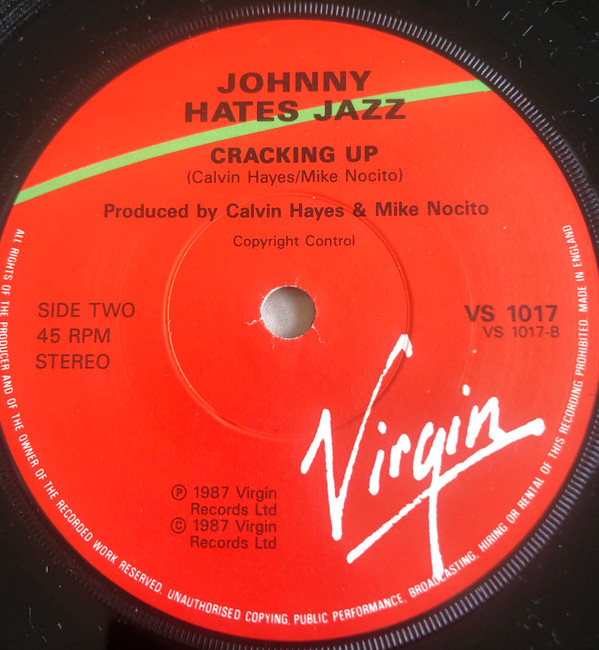 JOHNNY
HATES JAZZ
CRACKING UP
(Calvin Hayes/Mike Nocito)
Produced by Calvin Hayes & Mike Nocito
Copyright Control
SIDE TWO
45 RPM
STEREO
VS 1017
VS 1017-B
Virgin
℗ 1987 Virgin
Records Ltd
© 1987 Virgin
Records Ltd
ALL RIGHTS OF THE PRODUCER AND OF THE OWNER OF THE RECORDED WORK RESERVED. UNAUTHORISED COPYING, PUBLIC PERFORMANCE, BROADCASTING, HIRING OR RENTAL OF THIS RECORDING PROHIBITED. MADE IN ENGLAND